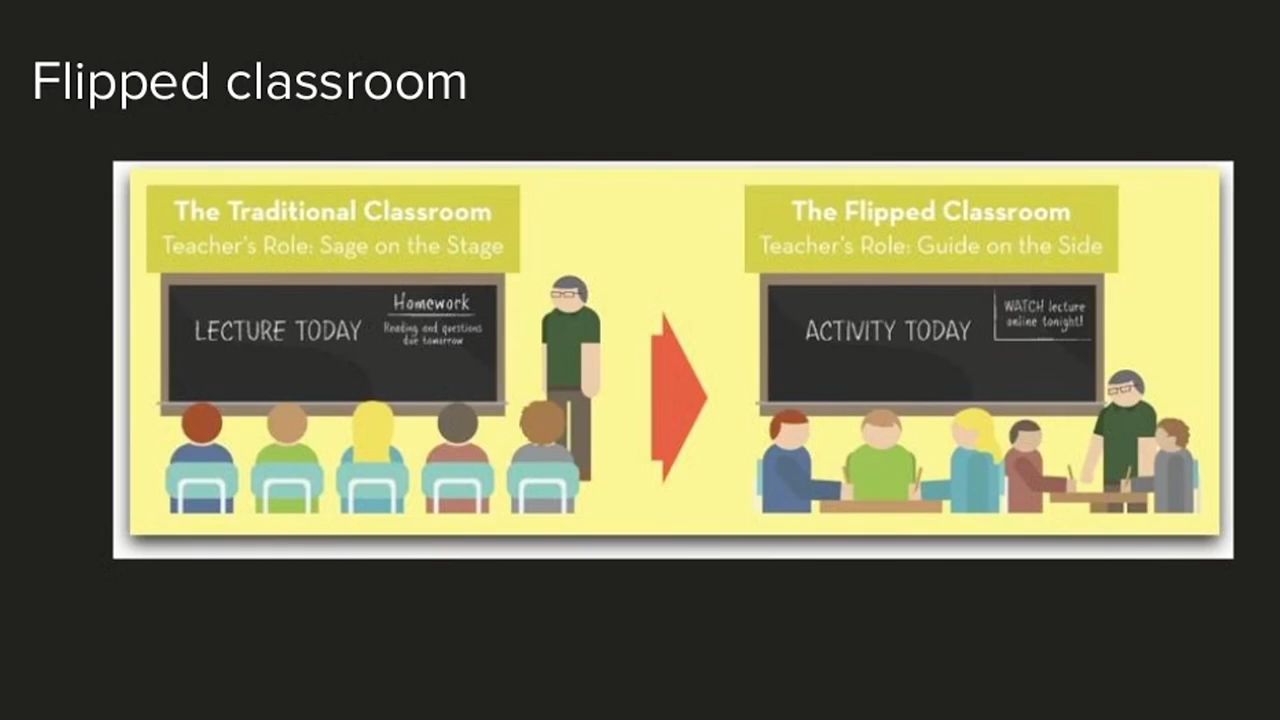 Flipped classroom
The Traditional Classroom
Teacher's Role: Sage on the Stage
LECTURE TODAY
Homework
Reading and questions
due tomorrow
The Flipped Classroom
Teacher's Role: Guide on the Side
ACTIVITY TODAY
WATCH lecture
online tonight!